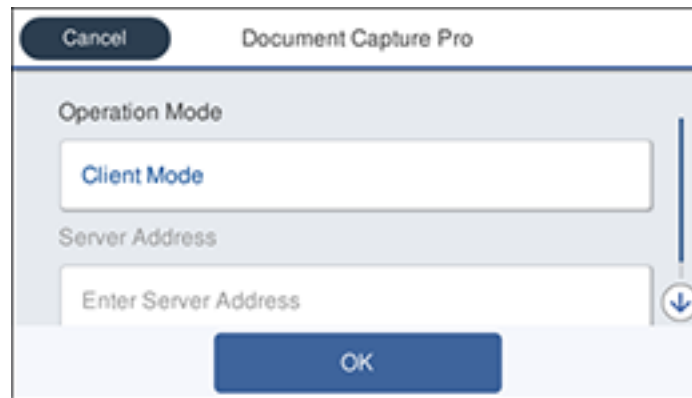 Cancel
Document Capture Pro
Operation Mode
Client Mode
Server Address
Enter Server Address
OK